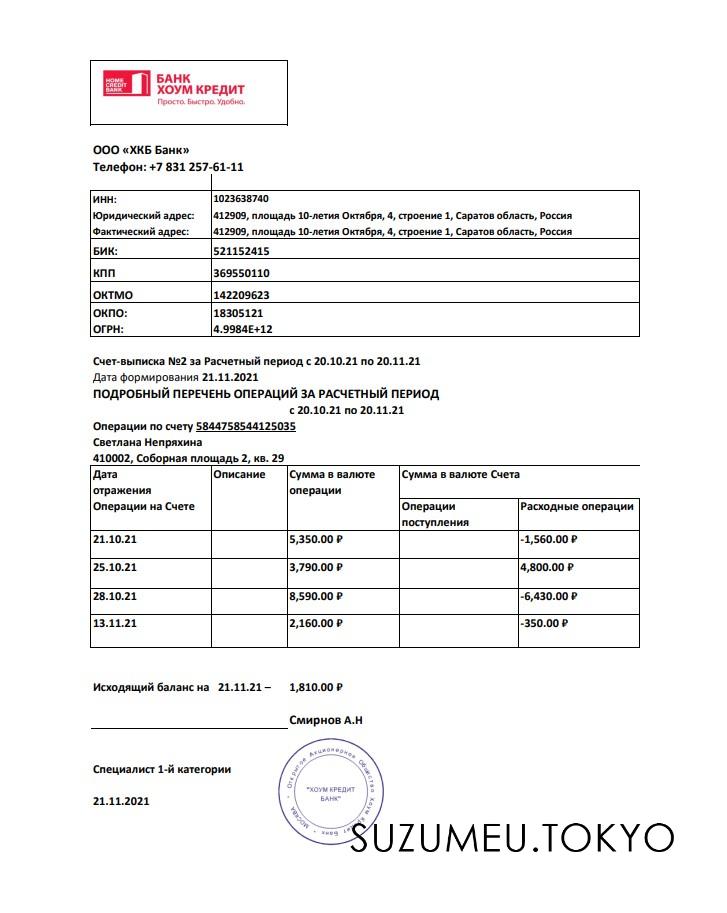 HOME CREDIT BANK
БАНК
ХОУМ КРЕДИТ
Просто. Быстро. Удобно.
ООО «ХКБ Банк»
Телефон: +7 831 257-61-11
ИНН: 1023638740
Юридический адрес: 412909, площадь 10-летия Октября, 4, строение 1, Саратов область, Россия
Фактический адрес: 412909, площадь 10-летия Октября, 4, строение 1, Саратов область, Россия
БИК: 521152415
КПП 369550110
ОКТМО 142209623
ОКПО: 18305121
ОГРН: 4.9984E+12
Счет-выписка №2 за Расчетный период с 20.10.21 по 20.11.21
Дата формирования 21.11.2021
ПОДРОБНЫЙ ПЕРЕЧЕНЬ ОПЕРАЦИЙ ЗА РАСЧЕТНЫЙ ПЕРИОД
с 20.10.21 по 20.11.21
Операции по счету 5844758544125035
Светлана Непряхина
410002, Соборная площадь 2, кв. 29
Дата отражения Операции на Счете
Описание
Сумма в валюте операции
Сумма в валюте Счета
Операции поступления
Расходные операции
21.10.21 5,350.00 ₽ -1,560.00 ₽
25.10.21 3,790.00 ₽ 4,800.00 ₽
28.10.21 8,590.00 ₽ -6,430.00 ₽
13.11.21 2,160.00 ₽ -350.00 ₽
Исходящий баланс на 21.11.21 – 1,810.00 ₽
Смирнов А.Н
Специалист 1-й категории
21.11.2021
* Открытое Акционерное Общество Хоум Кредит Банк * МОСКВА
"ХОУМ КРЕДИТ
БАНК"
SUZUMEU.TOKYO